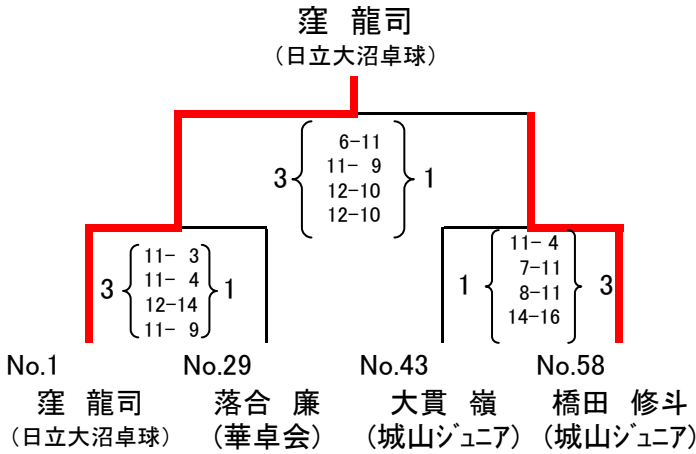 窪 龍司
(日立大沼卓球)
3
6-11
11- 9
12-10
12-10
1
3
11- 3
11- 4
12-14
11- 9
1
1
11- 4
7-11
8-11
14-16
3
No.1
No.29
No.43
No.58
窪 龍司
落合 廉
大貫 嶺
橋田 修斗
(日立大沼卓球)
(華卓会)
(城山ジュニア)
(城山ジュニア)